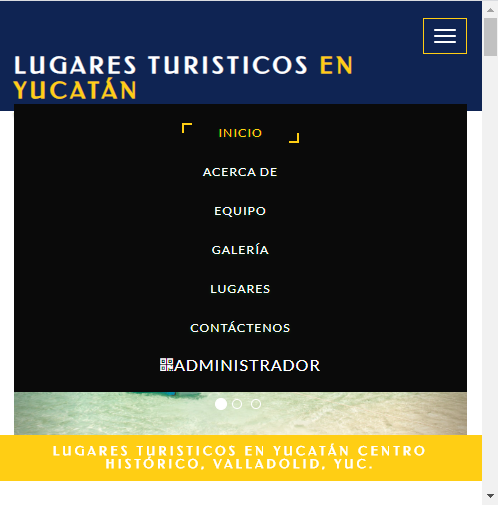 LUGARES TURISTICOS EN
YUCATÁN
INICIO
ACERCA DE
EQUIPO
GALERÍA
LUGARES
CONTÁCTENOS
ADMINISTRADOR
LUGARES TURISTICOS EN YUCATÁN CENTRO
HISTÓRICO, VALLADOLID, YUC.